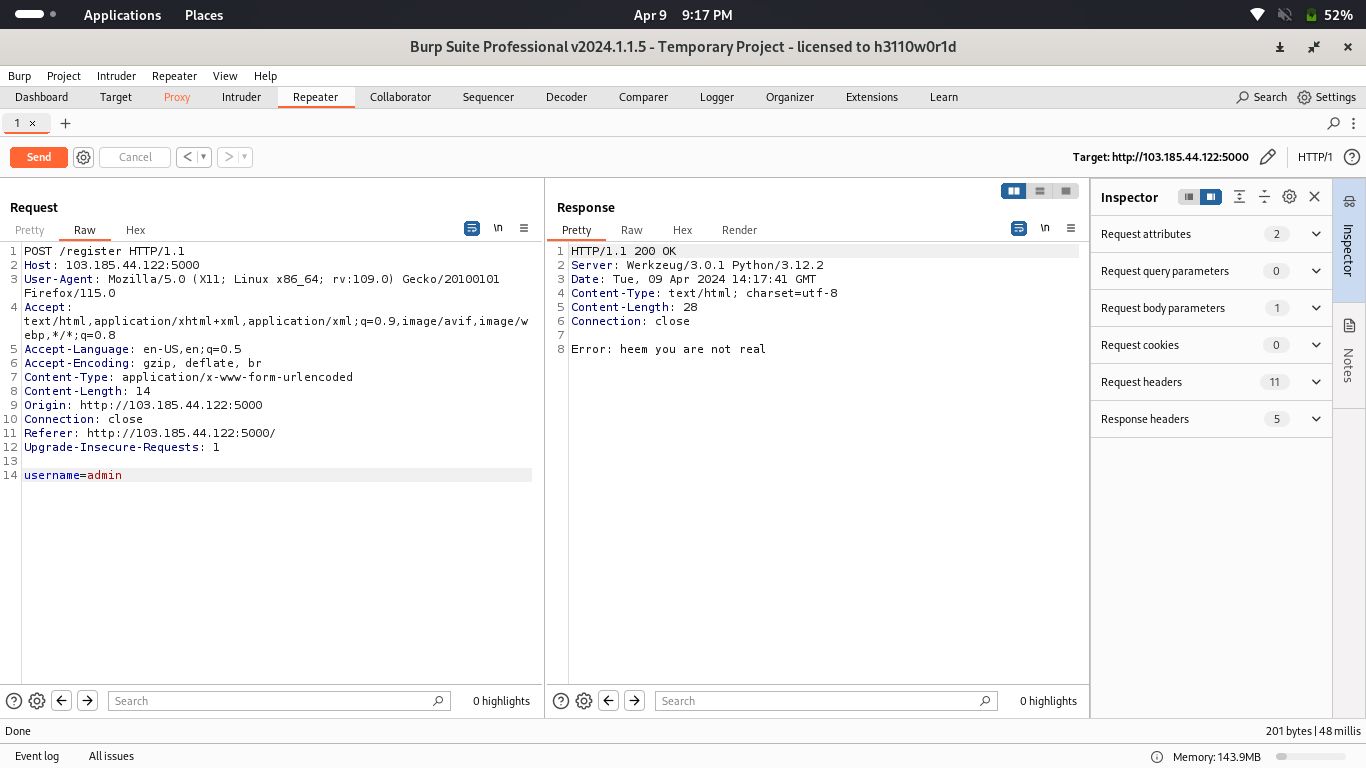 Applications Places Apr 9 9:17 PM 52%
Burp Suite Professional v2024.1.1.5 - Temporary Project - licensed to h3110w0r1d
Burp Project Intruder Repeater View Help
Dashboard Target Proxy Intruder Repeater Collaborator Sequencer Decoder Comparer Logger Organizer Extensions Learn Search Settings
1 × +
Send Cancel < > Target: http://103.185.44.122:5000 HTTP/1 ?
Request
Pretty Raw Hex \n
1 POST /register HTTP/1.1
2 Host: 103.185.44.122:5000
3 User-Agent: Mozilla/5.0 (X11; Linux x86_64; rv:109.0) Gecko/20100101
Firefox/115.0
4 Accept:
text/html,application/xhtml+xml,application/xml;q=0.9,image/avif,image/w
ebp,*/*;q=0.8
5 Accept-Language: en-US,en;q=0.5
6 Accept-Encoding: gzip, deflate, br
7 Content-Type: application/x-www-form-urlencoded
8 Content-Length: 14
9 Origin: http://103.185.44.122:5000
10 Connection: close
11 Referer: http://103.185.44.122:5000/
12 Upgrade-Insecure-Requests: 1
13
14 username=admin
? Search 0 highlights
Response
Pretty Raw Hex Render \n
1 HTTP/1.1 200 OK
2 Server: Werkzeug/3.0.1 Python/3.12.2
3 Date: Tue, 09 Apr 2024 14:17:41 GMT
4 Content-Type: text/html; charset=utf-8
5 Content-Length: 28
6 Connection: close
7
8 Error: heem you are not real
? Search 0 highlights
Inspector
Request attributes 2
Request query parameters 0
Request body parameters 1
Request cookies 0
Request headers 11
Response headers 5
Inspector
Notes
Done 201 bytes | 48 millis
Event log All issues Memory: 143.9MB